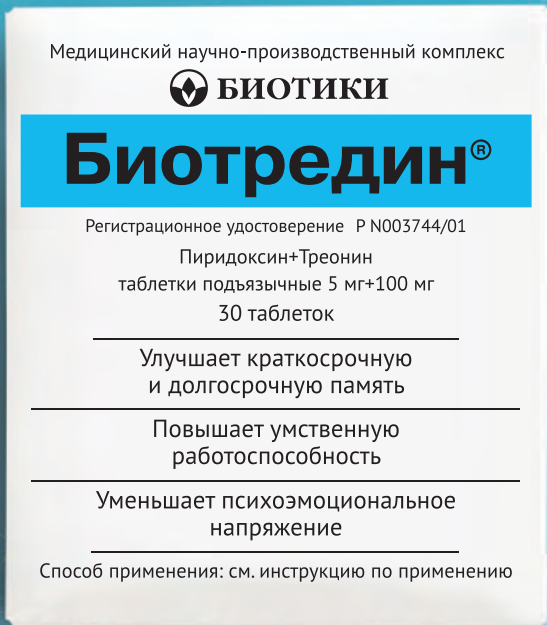 Медицинский научно-производственный комплекс
БИОТИКИ
Биотредин®
Регистрационное удостоверение Р N003744/01
Пиридоксин+Треонин
таблетки подъязычные 5 мг+100 мг
30 таблеток
Улучшает краткосрочную
и долгосрочную память
Повышает умственную
работоспособность
Уменьшает психоэмоциональное
напряжение
Способ применения: см. инструкцию по применению